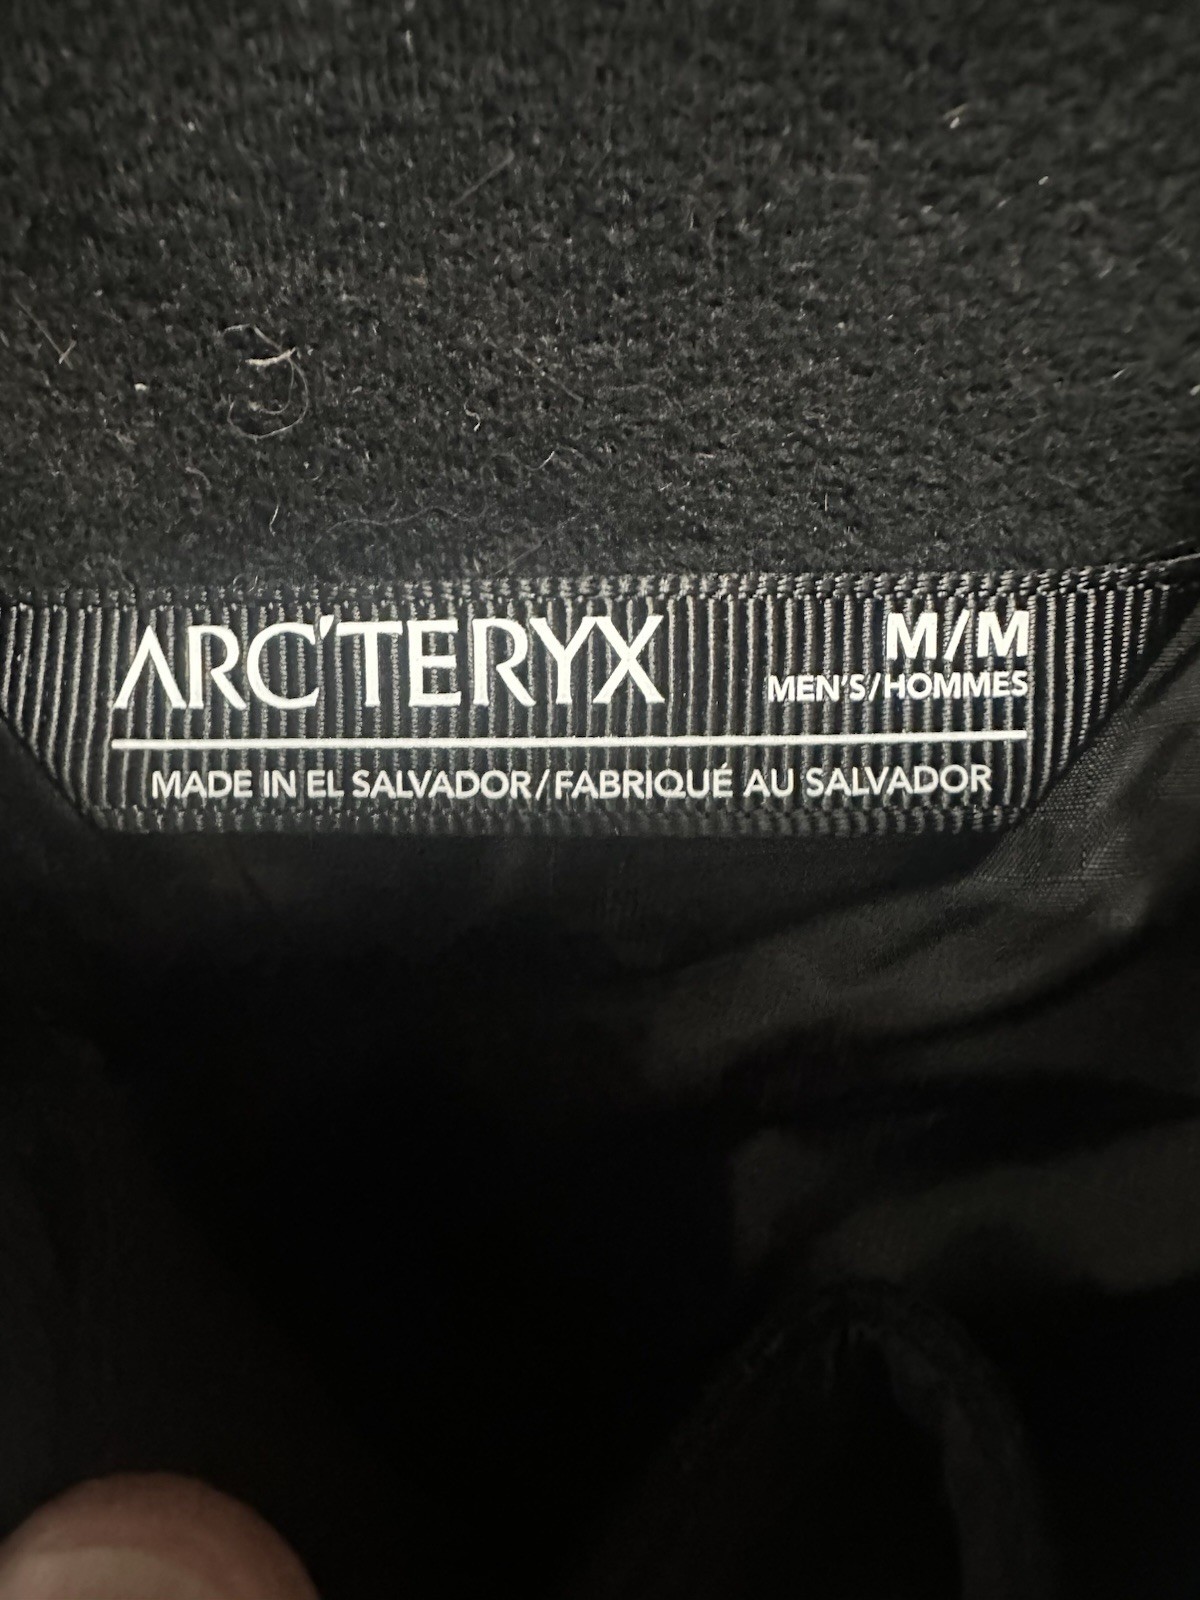 ARC'TERYX
M/M
MEN'S/HOMMES
MADE IN EL SALVADOR/FABRIQUÉ AU SALVADOR